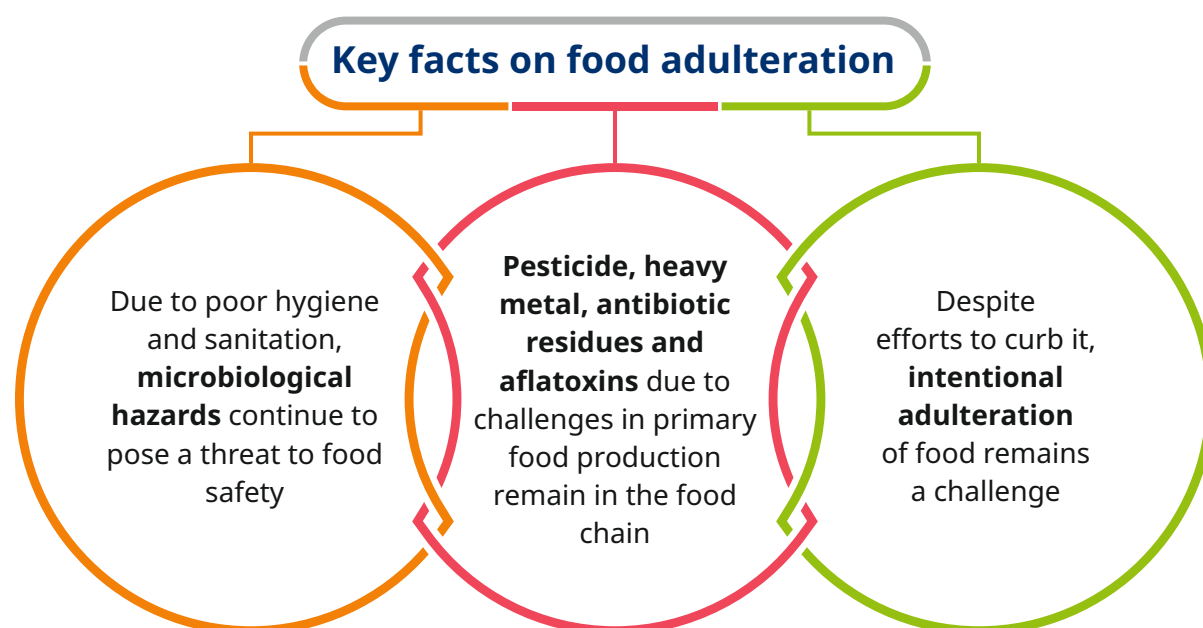 Key facts on food adulteration
Due to poor hygiene
and sanitation,
microbiological
hazards continue to
pose a threat to food
safety
Pesticide, heavy
metal, antibiotic
residues and
aflatoxins due to
challenges in primary
food production
remain in the food
chain
Despite
efforts to curb it,
intentional
adulteration
of food remains
a challenge